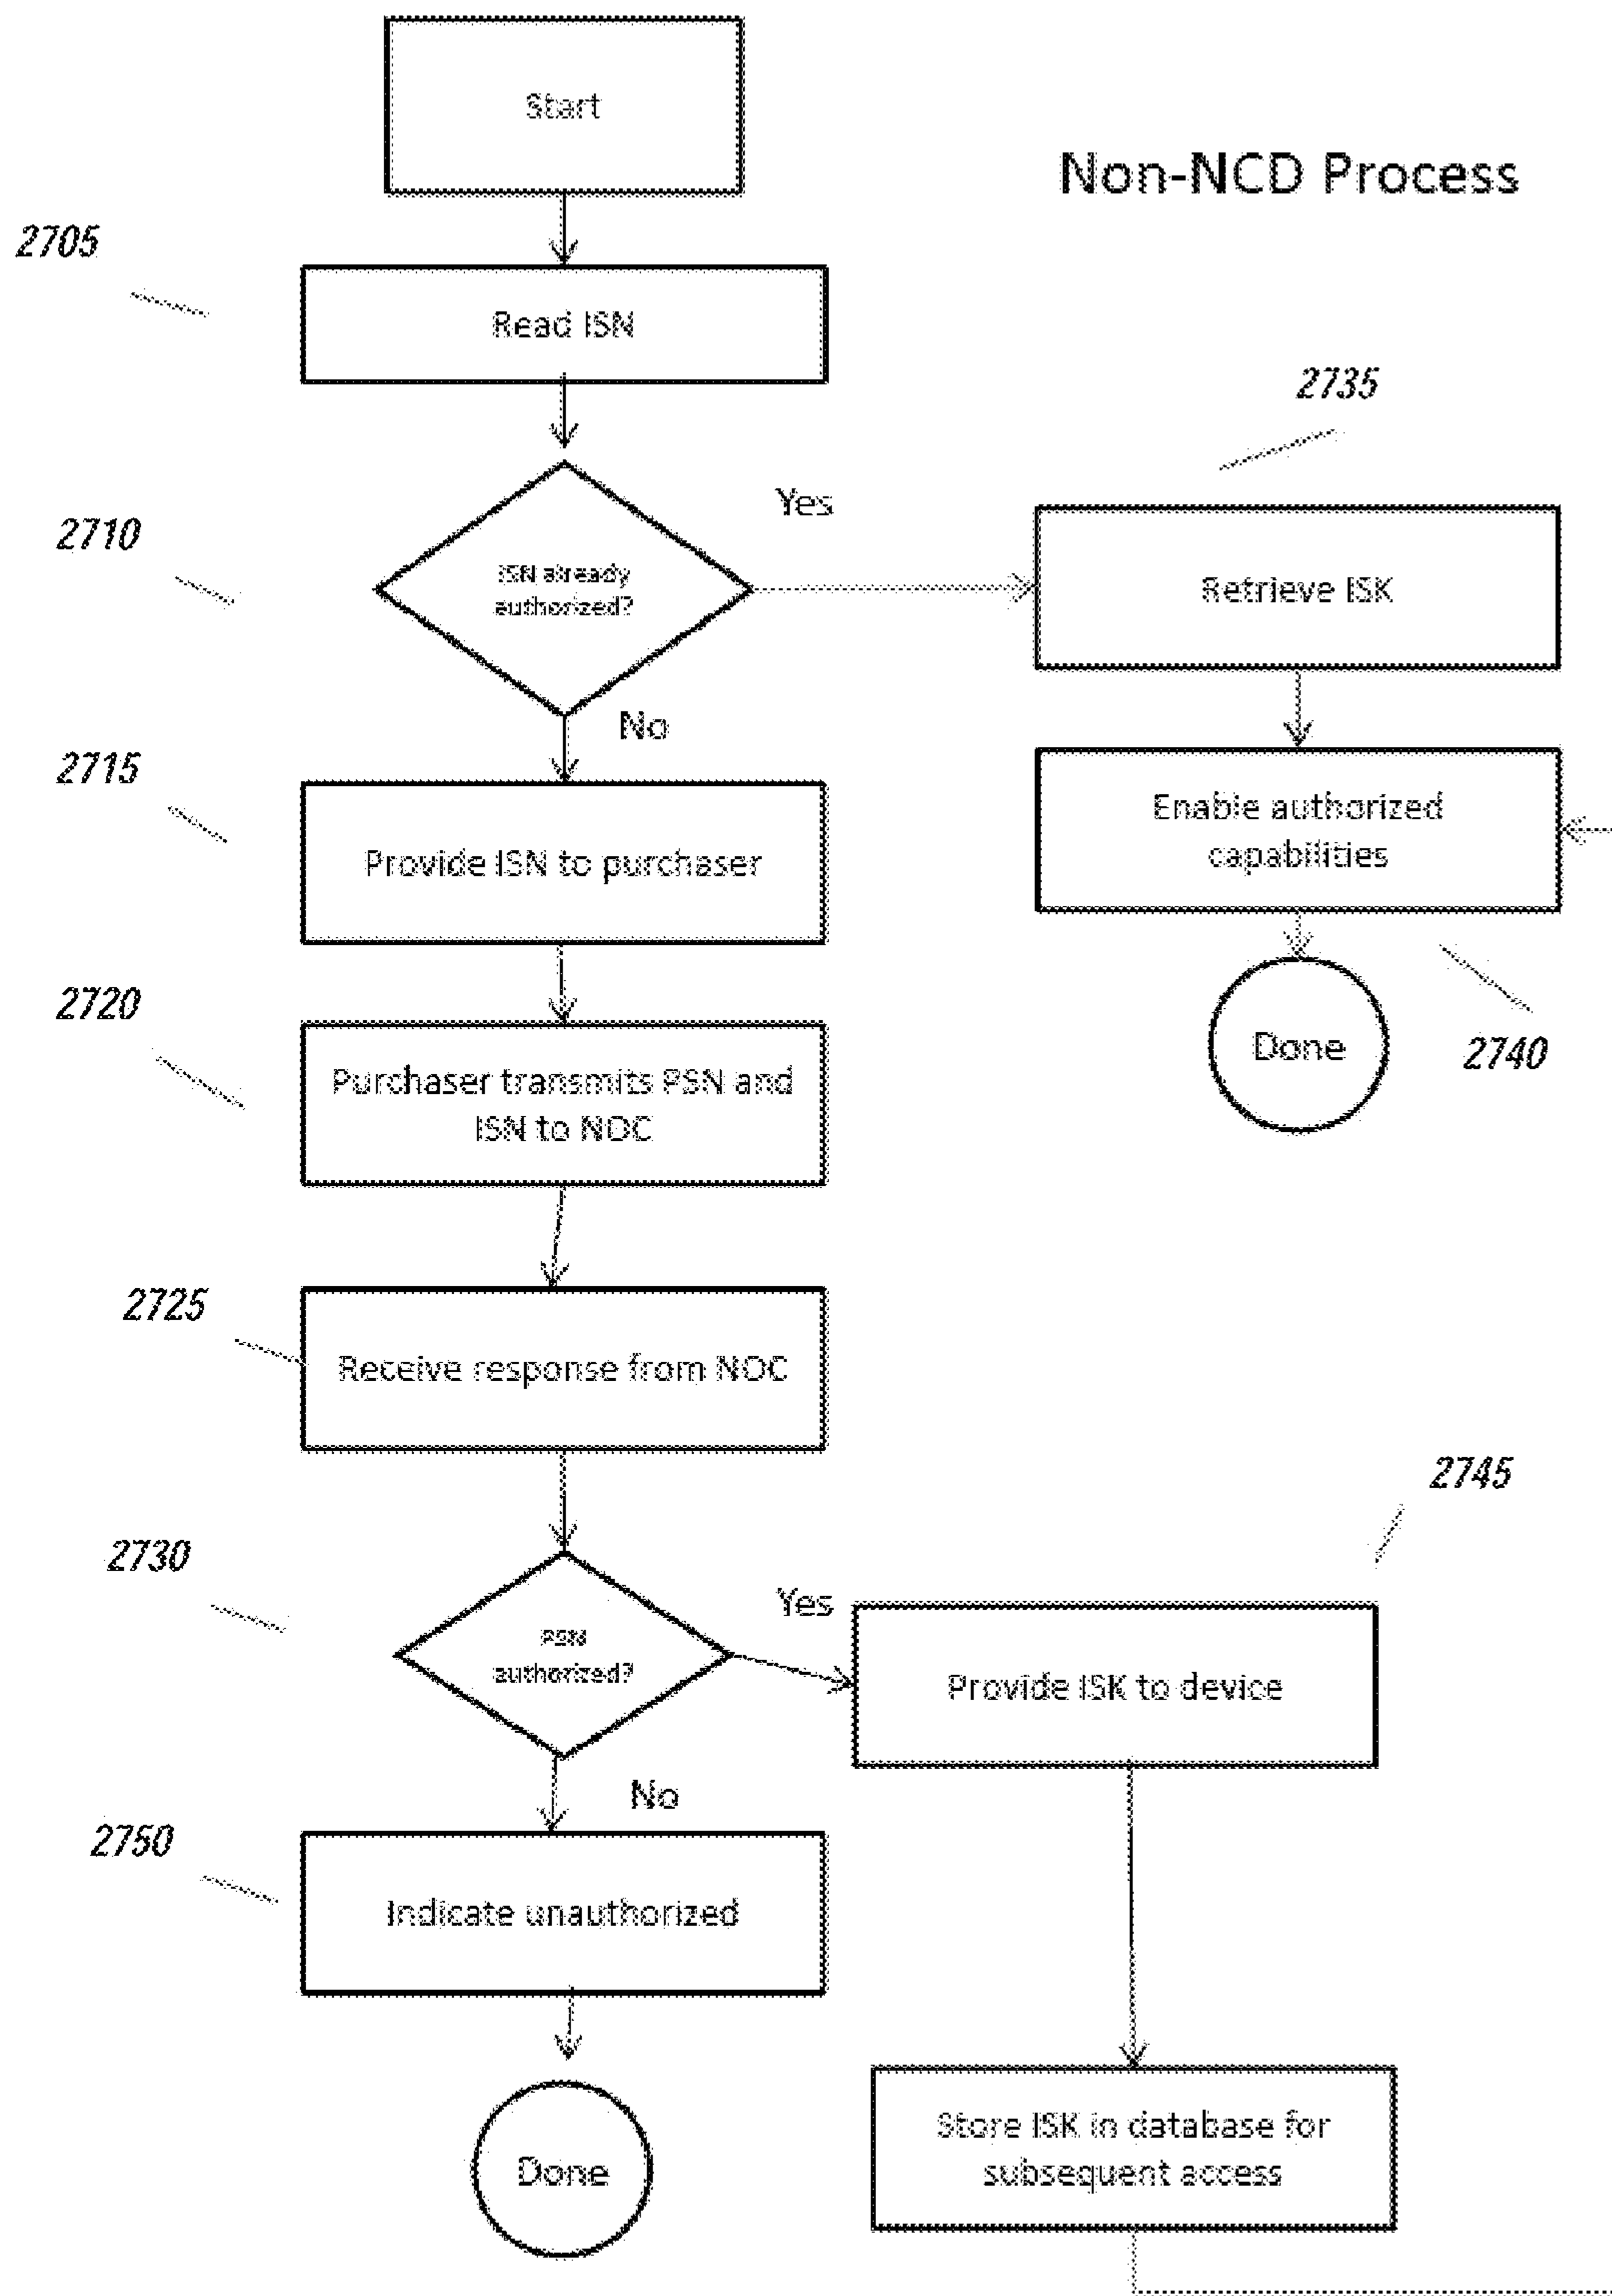 Start
Non-NCD Process
2705
Read ISN
2735
2710
ISN already
authorized?
Yes
Retrieve ISK
No
2715
Provide ISN to purchaser
Enable authorized
capabilities
2720
Purchaser transmits PSN and
ISN to NOC
Done
2740
2725
Receive response from NOC
2745
2730
PSN
authorized?
Yes
Provide ISK to device
No
2750
Indicate unauthorized
Done
Store ISK in database for
subsequent access